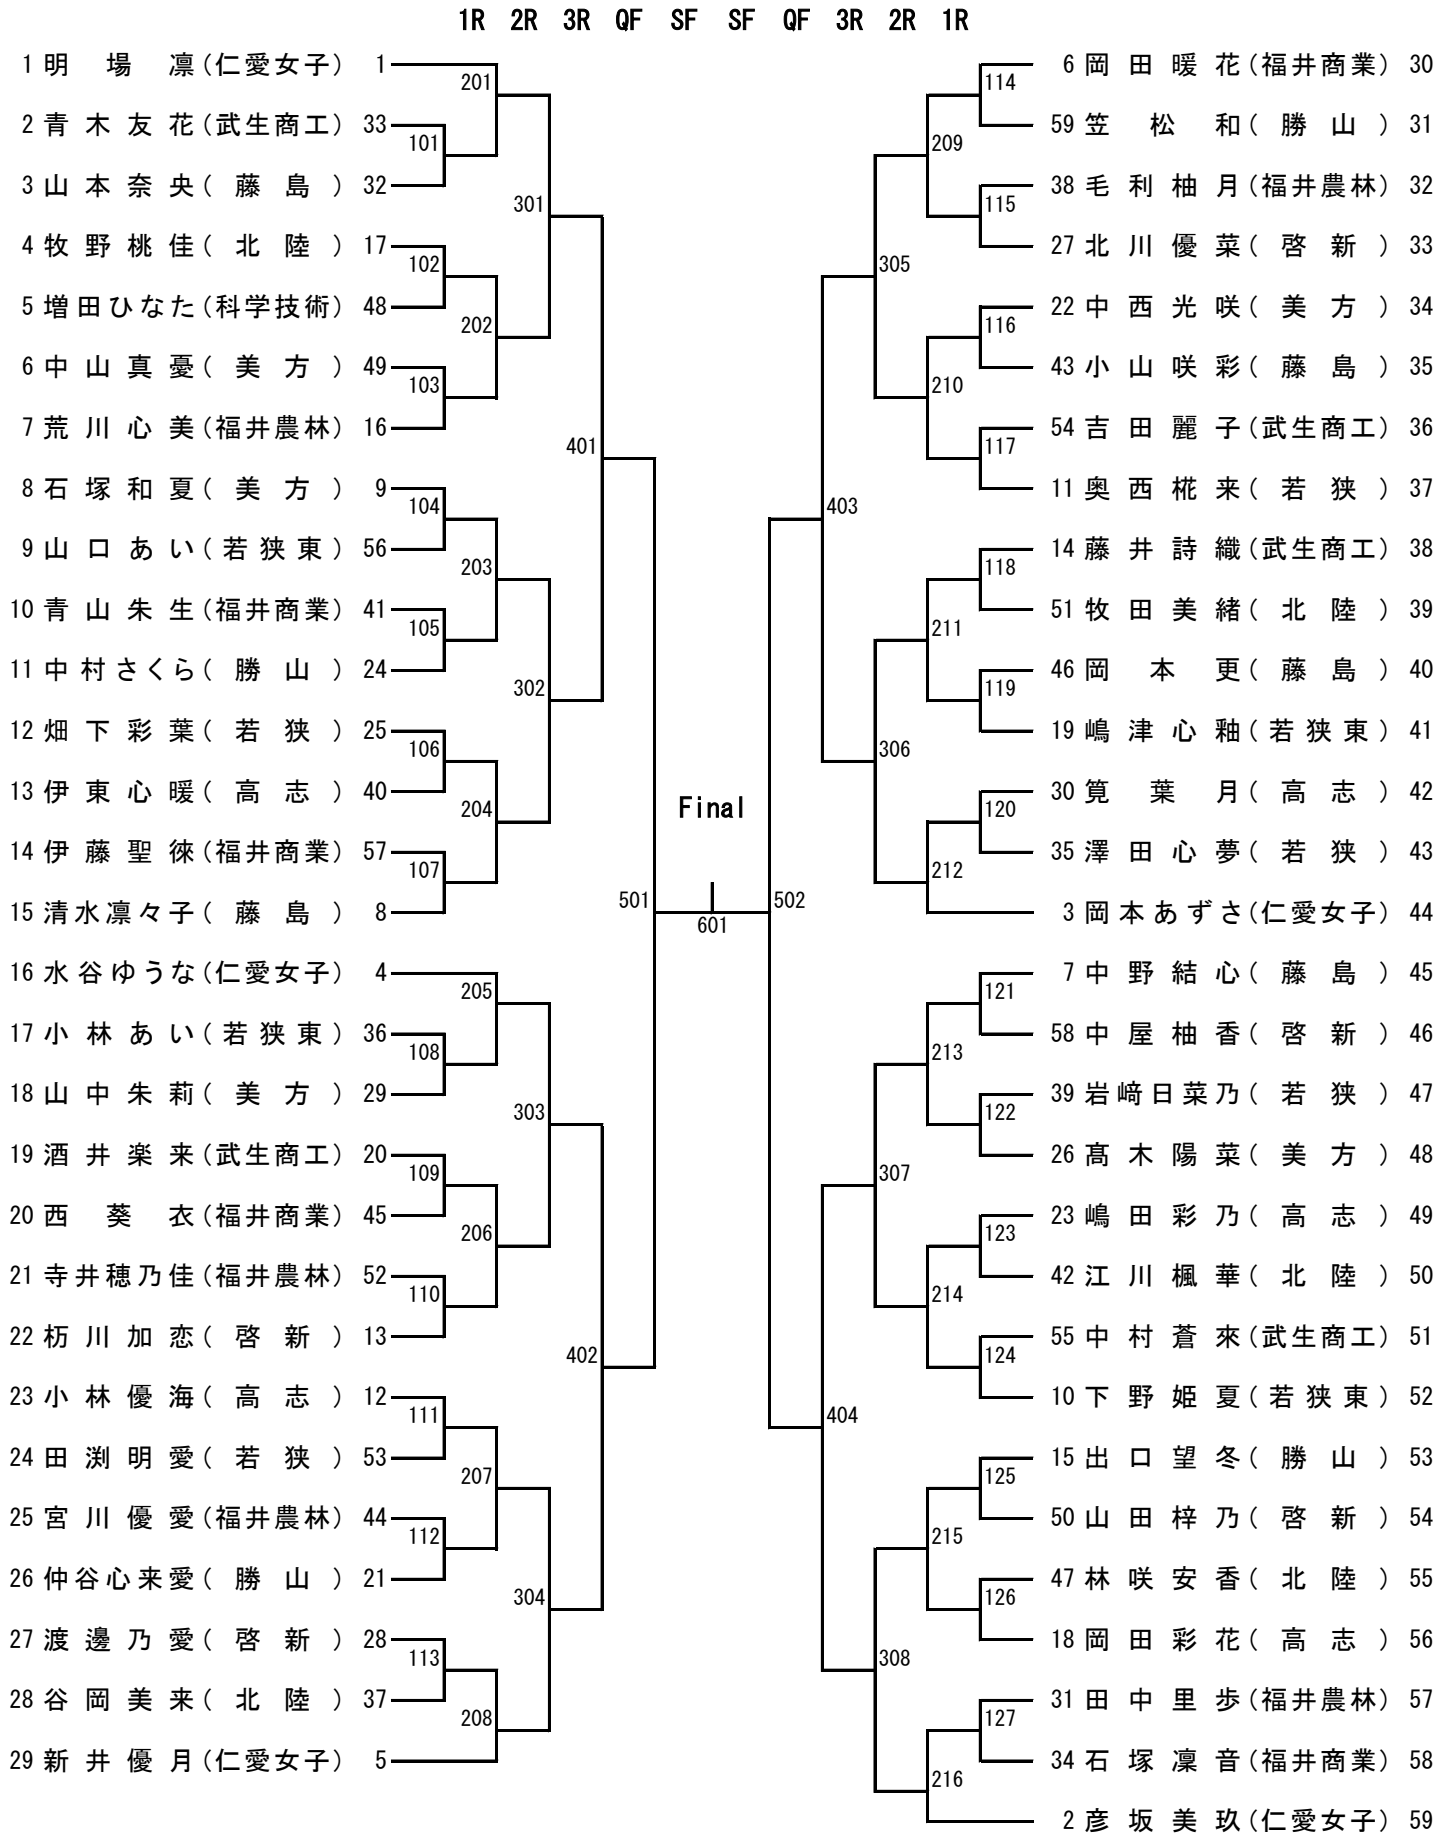 1R 2R 3R QF SF SF QF 3R 2R 1R
1 明場凛(仁愛女子) 1
201
2 青木友花(武生商工) 33
101
3 山本奈央(藤島) 32
301
4 牧野桃佳(北陸) 17
102
5 増田ひなた(科学技術) 48
202
6 中山真憂(美方) 49
103
7 荒川心美(福井農林) 16
401
8 石塚和夏(美方) 9
104
9 山口あい(若狭東) 56
203
10 青山朱生(福井商業) 41
105
11 中村さくら(勝山) 24
302
12 畑下彩葉(若狭) 25
106
13 伊東心暖(高志) 40
204
14 伊藤聖徠(福井商業) 57
107
15 清水凛々子(藤島) 8
501
16 水谷ゆうな(仁愛女子) 4
205
17 小林あい(若狭東) 36
108
18 山中朱莉(美方) 29
303
19 酒井楽来(武生商工) 20
109
20 西葵衣(福井商業) 45
206
21 寺井穂乃佳(福井農林) 52
110
22 杤川加恋(啓新) 13
402
23 小林優海(高志) 12
111
24 田渕明愛(若狭) 53
207
25 宮川優愛(福井農林) 44
112
26 仲谷心来愛(勝山) 21
304
27 渡邊乃愛(啓新) 28
113
28 谷岡美来(北陸) 37
208
29 新井優月(仁愛女子) 5
Final
601
6 岡田暖花(福井商業) 30
114
59 笠松和(勝山) 31
209
38 毛利柚月(福井農林) 32
115
27 北川優菜(啓新) 33
305
22 中西光咲(美方) 34
116
43 小山咲彩(藤島) 35
210
54 吉田麗子(武生商工) 36
117
11 奥西椛来(若狭) 37
403
14 藤井詩織(武生商工) 38
118
51 牧田美緒(北陸) 39
211
46 岡本更(藤島) 40
119
19 嶋津心釉(若狭東) 41
306
30 筧葉月(高志) 42
120
35 澤田心夢(若狭) 43
212
3 岡本あずさ(仁愛女子) 44
502
7 中野結心(藤島) 45
121
58 中屋柚香(啓新) 46
213
39 岩﨑日菜乃(若狭) 47
122
26 髙木陽菜(美方) 48
307
23 嶋田彩乃(高志) 49
123
42 江川楓華(北陸) 50
214
55 中村蒼來(武生商工) 51
124
10 下野姫夏(若狭東) 52
404
15 出口望冬(勝山) 53
125
50 山田梓乃(啓新) 54
215
47 林咲安香(北陸) 55
126
18 岡田彩花(高志) 56
308
31 田中里歩(福井農林) 57
127
34 石塚凜音(福井商業) 58
216
2 彦坂美玖(仁愛女子) 59